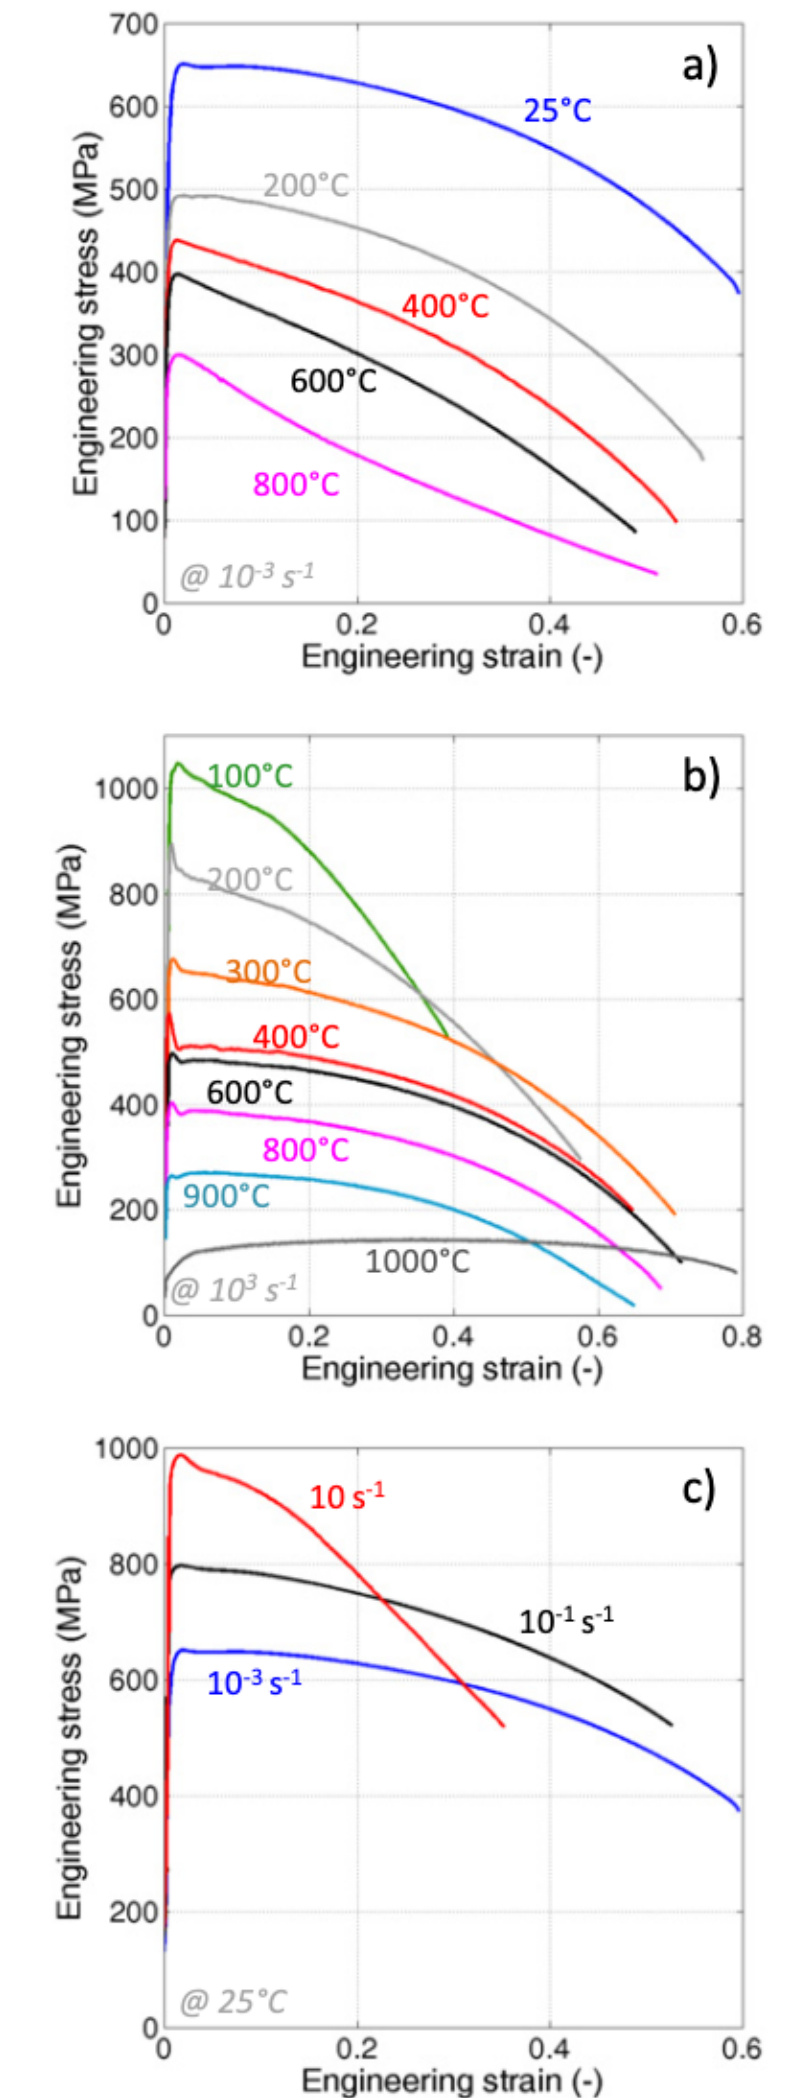 a)
700
600
500
400
300
200
100
0
Engineering stress (MPa)
25°C
200°C
400°C
600°C
800°C
@ 10⁻³ s⁻¹
0 0.2 0.4 0.6
Engineering strain (-)
b)
1000
800
600
400
200
0
Engineering stress (MPa)
100°C
200°C
300°C
400°C
600°C
800°C
900°C
1000°C
@ 10³ s⁻¹
0 0.2 0.4 0.6 0.8
Engineering strain (-)
c)
1000
800
600
400
200
0
Engineering stress (MPa)
10 s⁻¹
10⁻¹ s⁻¹
10⁻³ s⁻¹
@ 25°C
0 0.2 0.4 0.6
Engineering strain (-)